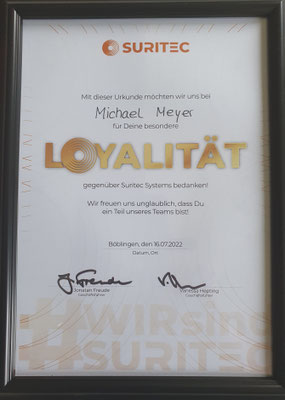 SURITEC
Mit dieser Urkunde möchten wir uns bei
Michael Meyer
für Deine besondere
LOYALITÄT
gegenüber Suritec Systems bedanken!
Wir freuen uns unglaublich, dass Du
ein Teil unseres Teams bist!
Böblingen, den 16.07.2022
Datum, Ort
Freude
#WIRsind
SURITEC